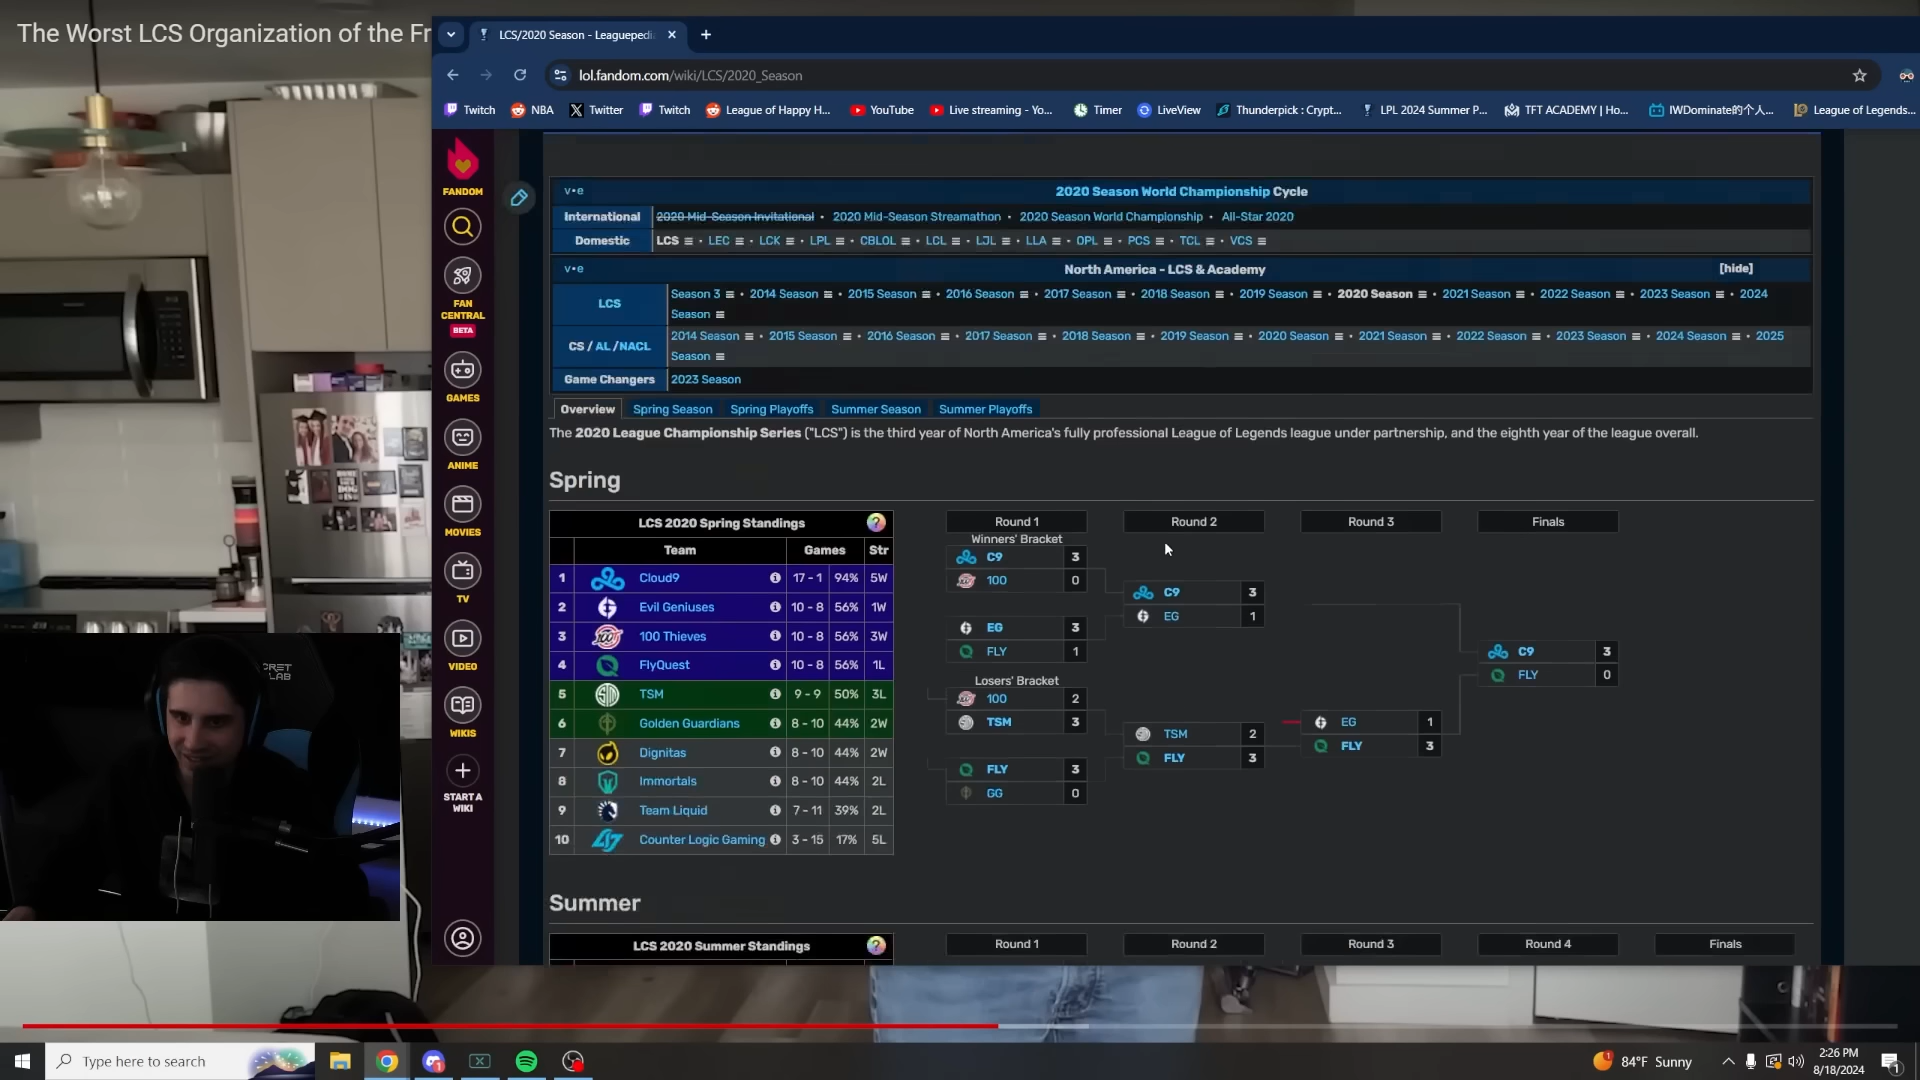 The Worst LCS Organization of the Fr
LCS/2020 Season - Leaguepedi
lol.fandom.com/wiki/LCS/2020_Season
Twitch NBA Twitter Twitch League of Happy H... YouTube Live streaming - Yo... Timer LiveView Thunderpick : Crypt... LPL 2024 Summer P... TFT ACADEMY | Ho... IWDominate的个人... League of Legends...
FANDOM
FAN CENTRAL
BETA
GAMES
ANIME
MOVIES
TV
VIDEO
WIKIS
START A WIKI
v•e 2020 Season World Championship Cycle
International 2020 Mid-Season Invitational • 2020 Mid-Season Streamathon • 2020 Season World Championship • All-Star 2020
Domestic LCS • LEC • LCK • LPL • CBLOL • LCL • LJL • LLA • OPL • PCS • TCL • VCS
v•e North America - LCS & Academy [hide]
LCS Season 3 • 2014 Season • 2015 Season • 2016 Season • 2017 Season • 2018 Season • 2019 Season • 2020 Season • 2021 Season • 2022 Season • 2023 Season • 2024
Season
CS / AL /NACL 2014 Season • 2015 Season • 2016 Season • 2017 Season • 2018 Season • 2019 Season • 2020 Season • 2021 Season • 2022 Season • 2023 Season • 2024 Season • 2025
Season
Game Changers 2023 Season
Overview Spring Season Spring Playoffs Summer Season Summer Playoffs
The 2020 League Championship Series ("LCS") is the third year of North America's fully professional League of Legends league under partnership, and the eighth year of the league overall.
Spring
LCS 2020 Spring Standings ?
Team Games Str
1 Cloud9 17 - 1 94% 5W
2 Evil Geniuses 10 - 8 56% 1W
3 100 Thieves 10 - 8 56% 3W
4 FlyQuest 10 - 8 56% 1L
5 TSM 9 - 9 50% 3L
6 Golden Guardians 8 - 10 44% 2W
7 Dignitas 8 - 10 44% 2W
8 Immortals 8 - 10 44% 2L
9 Team Liquid 7 - 11 39% 2L
10 Counter Logic Gaming 3 - 15 17% 5L
Round 1 Round 2 Round 3 Finals
Winners' Bracket
C9 3
100 0
C9 3
EG 1
EG 3
FLY 1
C9 3
FLY 0
Losers' Bracket
100 2
TSM 3
TSM 2
FLY 3
EG 1
FLY 3
FLY 3
GG 0
Summer
LCS 2020 Summer Standings ?
Round 1 Round 2 Round 3 Round 4 Finals
CRET
LAB
Type here to search
84°F Sunny
2:26 PM
8/18/2024